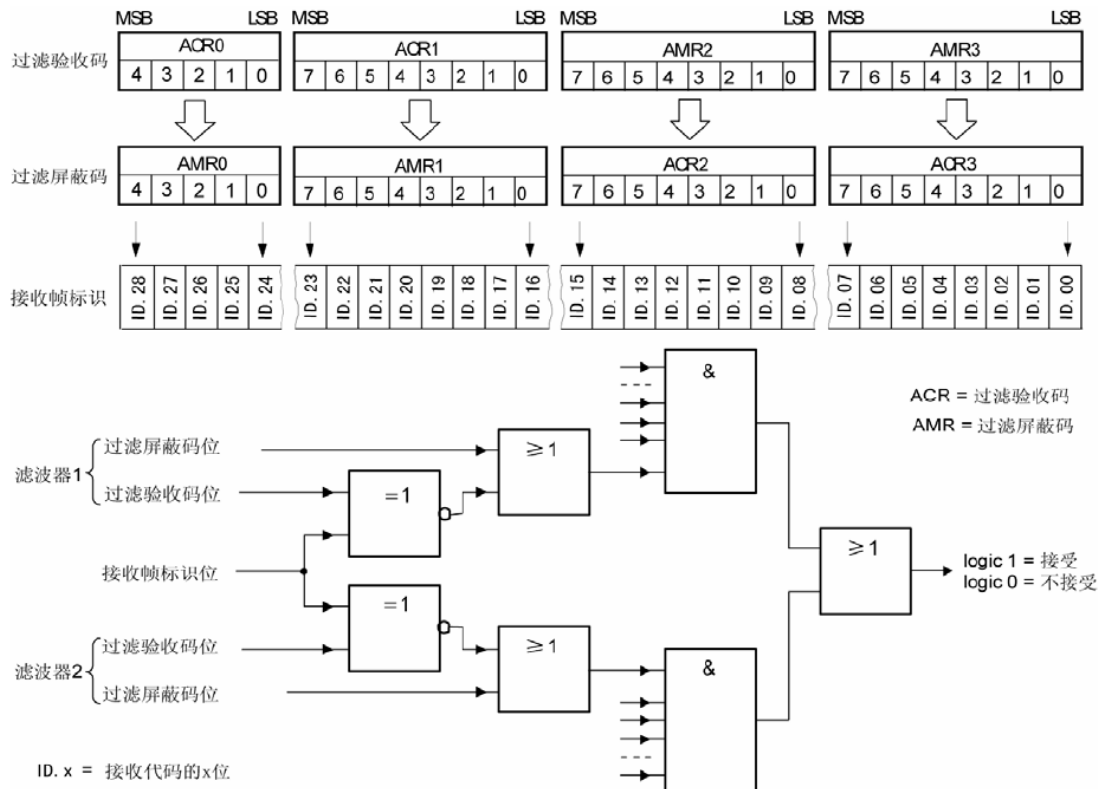 MSB LSB MSB LSB MSB LSB MSB LSB
过滤验收码 ACR0 ACR1 AMR2 AMR3
4 3 2 1 0 7 6 5 4 3 2 1 0 7 6 5 4 3 2 1 0 7 6 5 4 3 2 1 0
过滤屏蔽码 AMR0 AMR1 ACR2 ACR3
4 3 2 1 0 7 6 5 4 3 2 1 0 7 6 5 4 3 2 1 0 7 6 5 4 3 2 1 0
接收帧标识 ID. 28 ID. 27 ID. 26 ID. 25 ID. 24 ID. 23 ID. 22 ID. 21 ID. 20 ID. 19 ID. 18 ID. 17 ID. 16 ID. 15 ID. 14 ID. 13 ID. 12 ID. 11 ID. 10 ID. 09 ID. 08 ID. 07 ID. 06 ID. 05 ID. 04 ID. 03 ID. 02 ID. 01 ID. 00
&
ACR = 过滤验收码
AMR = 过滤屏蔽码
滤波器1
过滤屏蔽码位
过滤验收码位
=1
≥1
接收帧标识位
≥1
logic 1 = 接受
logic 0 = 不接受
=1
≥1
滤波器2
过滤验收码位
过滤屏蔽码位
&
ID. x = 接收代码的x位